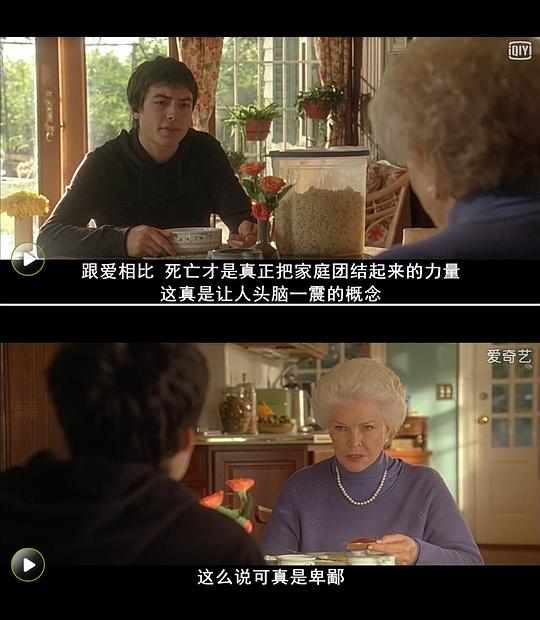 iQIYI
跟爱相比 死亡才是真正把家庭团结起来的力量
这真是让人头脑一震的概念
爱奇艺
这么说可真是卑鄙